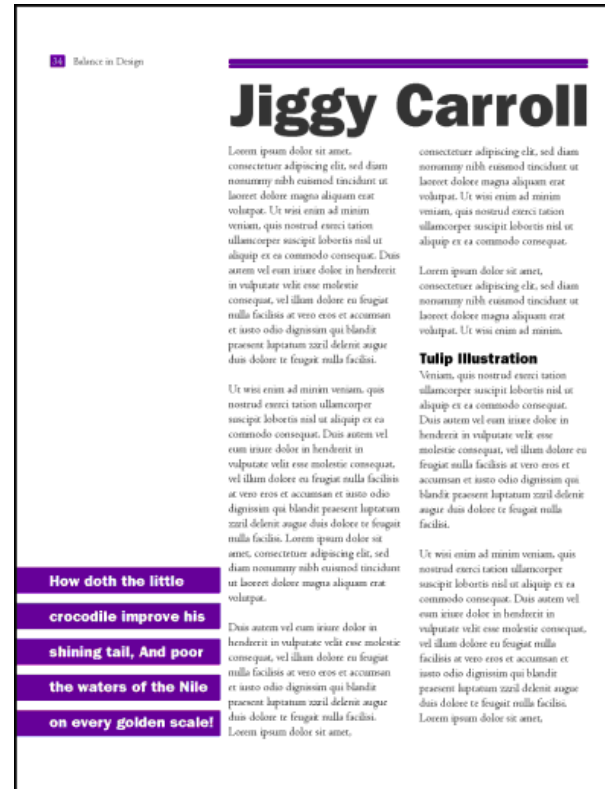 34 Balance in Design
Jiggy Carroll
Lorem ipsum dolor sit amet,
consectetuer adipiscing elit, sed diam
nonummy nibh euismod tincidunt ut
laoreet dolore magna aliquam erat
volutpat. Ut wisi enim ad minim
veniam, quis nostrud exerci tation
ullamcorper suscipit lobortis nisl ut
aliquip ex ea commodo consequat. Duis
autem vel eum iriure dolor in hendrerit
in vulputate velit esse molestie
consequat, vel illum dolore eu feugiat
nulla facilisis at vero eros et accumsan
et iusto odio dignissim qui blandit
praesent luptatum zzril delenit augue
duis dolore te feugait nulla facilisi.
Ut wisi enim ad minim veniam, quis
nostrud exerci tation ullamcorper
suscipit lobortis nisl ut aliquip ex ea
commodo consequat. Duis autem vel
eum iriure dolor in hendrerit in
vulputate velit esse molestie consequat,
vel illum dolore eu feugiat nulla facilisis
at vero eros et accumsan et iusto odio
dignissim qui blandit praesent luptatum
zzril delenit augue duis dolore te feugait
nulla facilisi. Lorem ipsum dolor sit
amet, consectetuer adipiscing elit, sed
diam nonummy nibh euismod tincidunt
ut laoreet dolore magna aliquam erat
volutpat.
Duis autem vel eum iriure dolor in
hendrerit in vulputate velit esse molestie
consequat, vel illum dolore eu feugiat
nulla facilisis at vero eros et accumsan
et iusto odio dignissim qui blandit
praesent luptatum zzril delenit augue
duis dolore te feugait nulla facilisi.
Lorem ipsum dolor sit amet,
consectetuer adipiscing elit, sed diam
nonummy nibh euismod tincidunt ut
laoreet dolore magna aliquam erat
volutpat. Ut wisi enim ad minim
veniam, quis nostrud exerci tation
ullamcorper suscipit lobortis nisl ut
aliquip ex ea commodo consequat.
Lorem ipsum dolor sit amet,
consectetuer adipiscing elit, sed diam
nonummy nibh euismod tincidunt ut
laoreet dolore magna aliquam erat
volutpat. Ut wisi enim ad minim.
Tulip Illustration
Veniam, quis nostrud exerci tation
ullamcorper suscipit lobortis nisl ut
aliquip ex ea commodo consequat.
Duis autem vel eum iriure dolor in
hendrerit in vulputate velit esse
molestie consequat, vel illum dolore eu
feugiat nulla facilisis at vero eros et
accumsan et iusto odio dignissim qui
blandit praesent luptatum zzril delenit
augue duis dolore te feugait nulla
facilisi.
Ut wisi enim ad minim veniam, quis
nostrud exerci tation ullamcorper
suscipit lobortis nisl ut aliquip ex ea
commodo consequat. Duis autem vel
eum iriure dolor in hendrerit in
vulputate velit esse molestie consequat,
vel illum dolore eu feugiat nulla
facilisis at vero eros et accumsan et
iusto odio dignissim qui blandit
praesent luptatum zzril delenit augue
duis dolore te feugait nulla facilisi.
Lorem ipsum dolor sit amet,
How doth the little
crocodile improve his
shining tail, And poor
the waters of the Nile
on every golden scale!